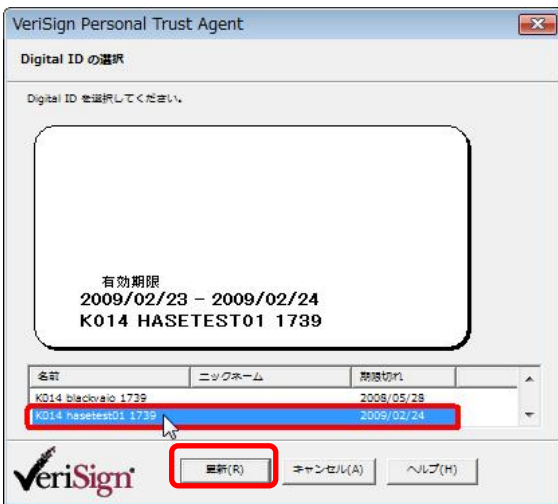 VeriSign Personal Trust Agent
Digital ID の選択
Digital ID を選択してください。
有効期限
2009/02/23 - 2009/02/24
K014 HASETEST01 1739
名前 ニックネーム 期限切れ
K014 blackvaio 1739 2008/05/28
K014 hasetest01 1739 2009/02/24
VeriSign 更新(R) キャンセル(A) ヘルプ(H)